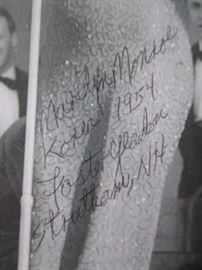 Marilyn Monroe
Korea 1954
Foster
Stratham, NH